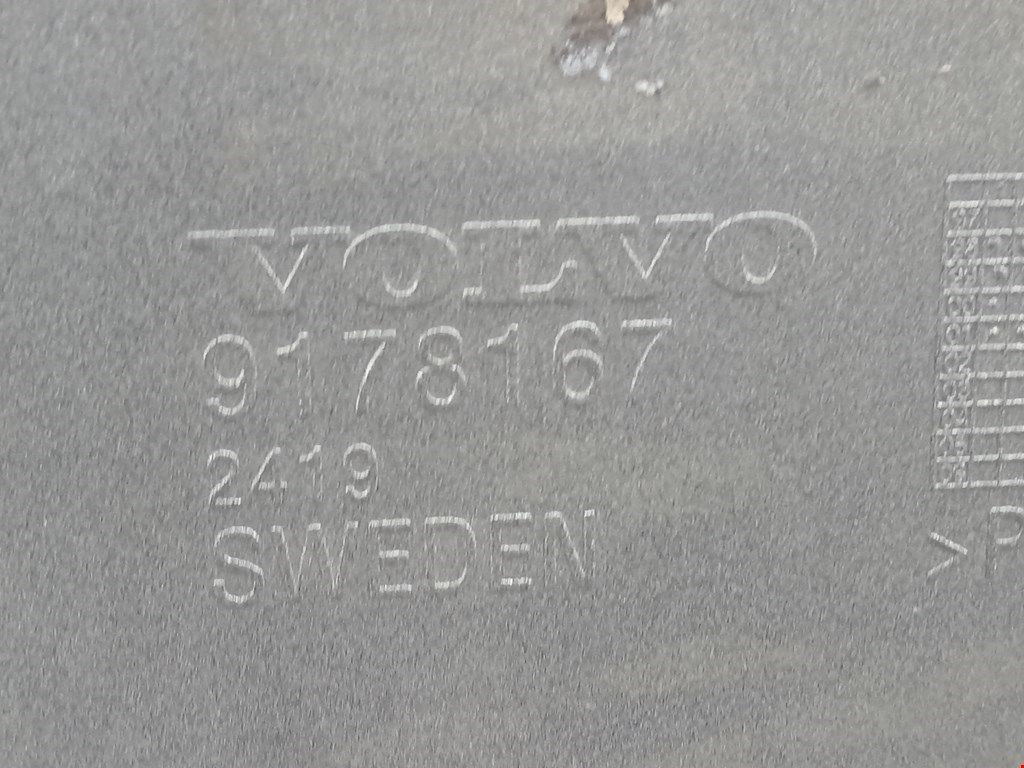 VOLVO
9178167
2419
SWEDEN
>P